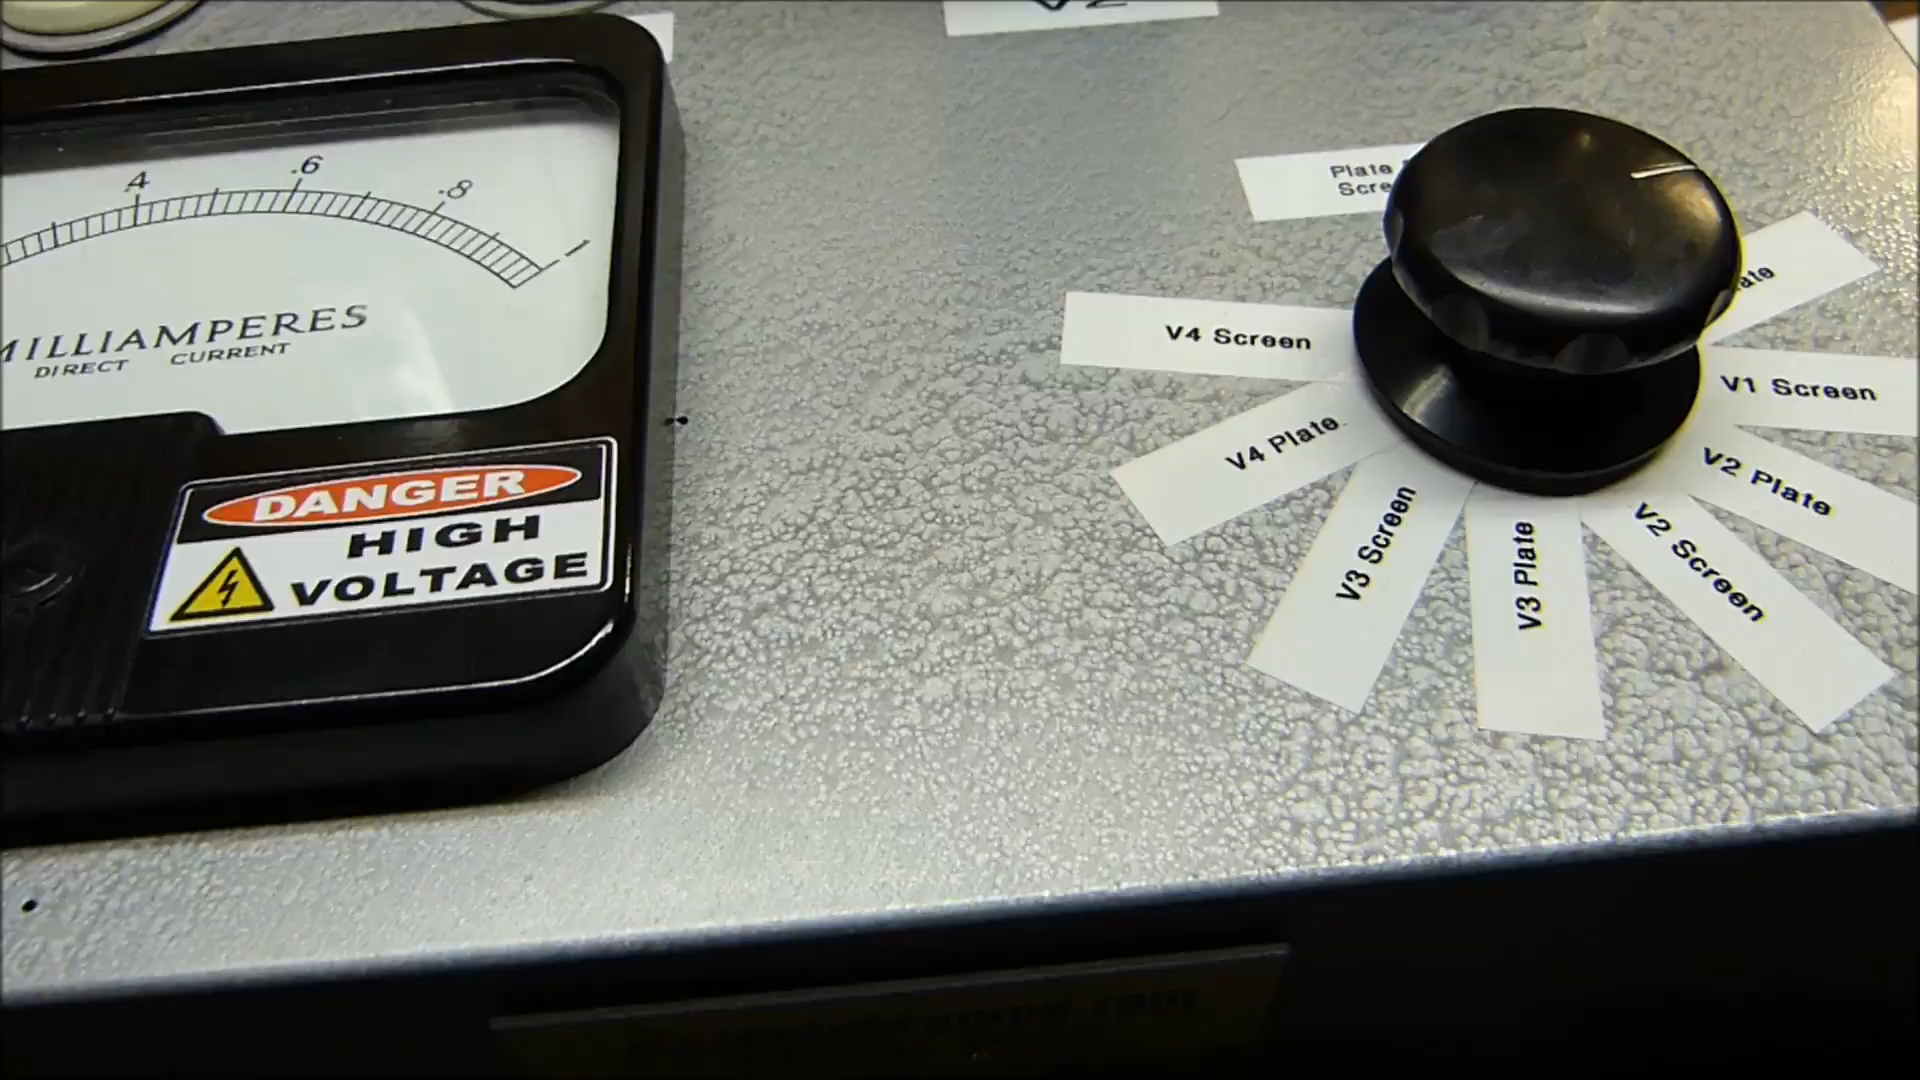 .4
.6
.8
1
MILLIAMPERES
DIRECT CURRENT
DANGER
HIGH
VOLTAGE
V2
Plate
V4 Screen
V4 Plate
V3 Screen
V3 Plate
V2 Screen
V2 Plate
V1 Screen